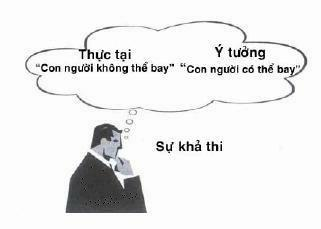 Thực tại Ý tưởng
“Con người không thể bay” “Con người có thể bay”
Sự khả thi